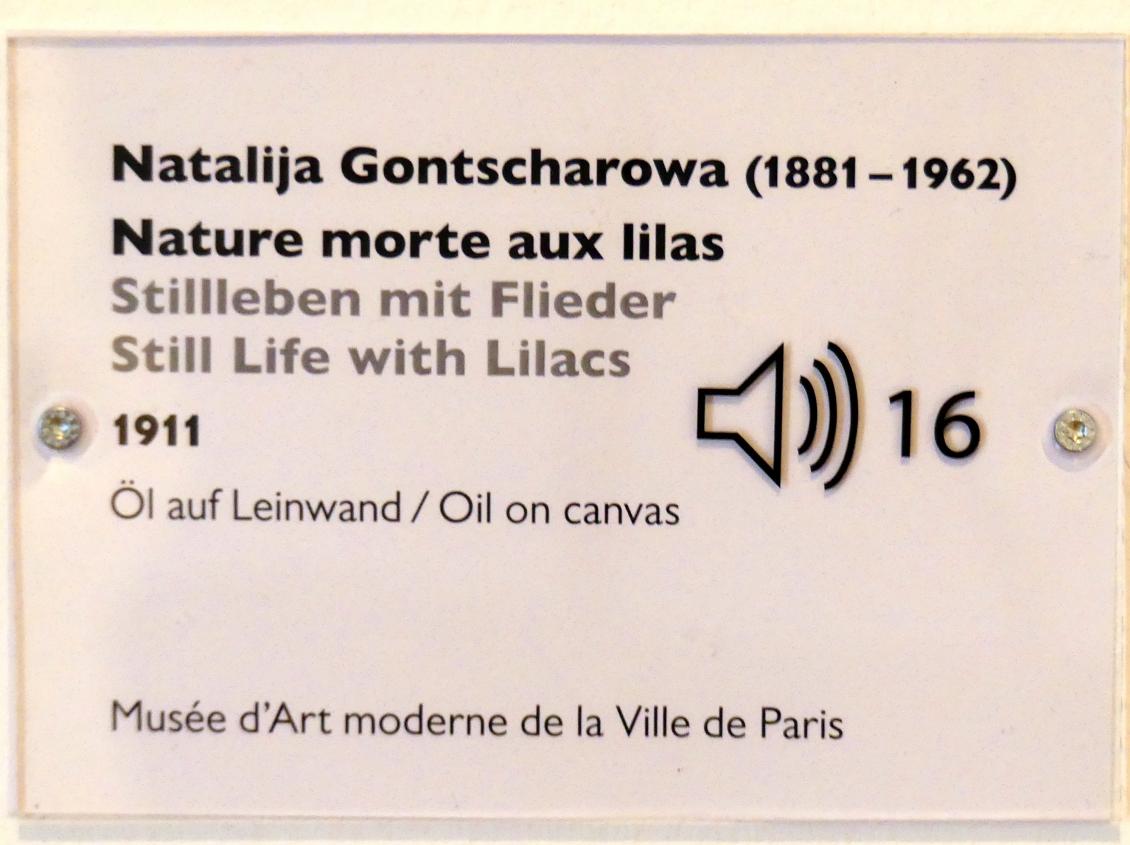 Natalija Gontscharowa (1881–1962)
Nature morte aux lilas
Stillleben mit Flieder
Still Life with Lilacs
1911
16
Öl auf Leinwand / Oil on canvas
Musée d'Art moderne de la Ville de Paris